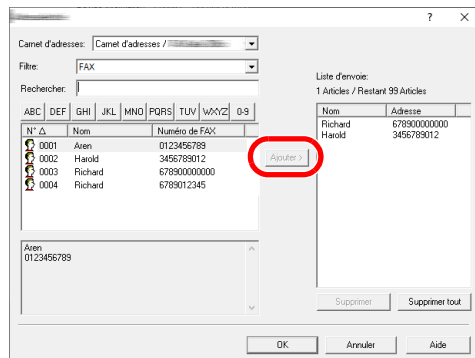 ? ×
Carnet d'adresses: Carnet d'adresses /
Filtre: FAX
Rechercher:
ABC DEF GHI JKL MNO PQRS TUV WXYZ 0-9
N° △ Nom Numéro de FAX
0001 Aren 0123456789
0002 Harold 3456789012
0003 Richard 678900000000
0004 Richard 6789012345
Aren
0123456789
Ajouter >
Liste d'envoie:
1 Articles / Restant 99 Articles
Nom Adresse
Richard 678900000000
Harold 3456789012
Supprimer Supprimer tout
OK Annuler Aide